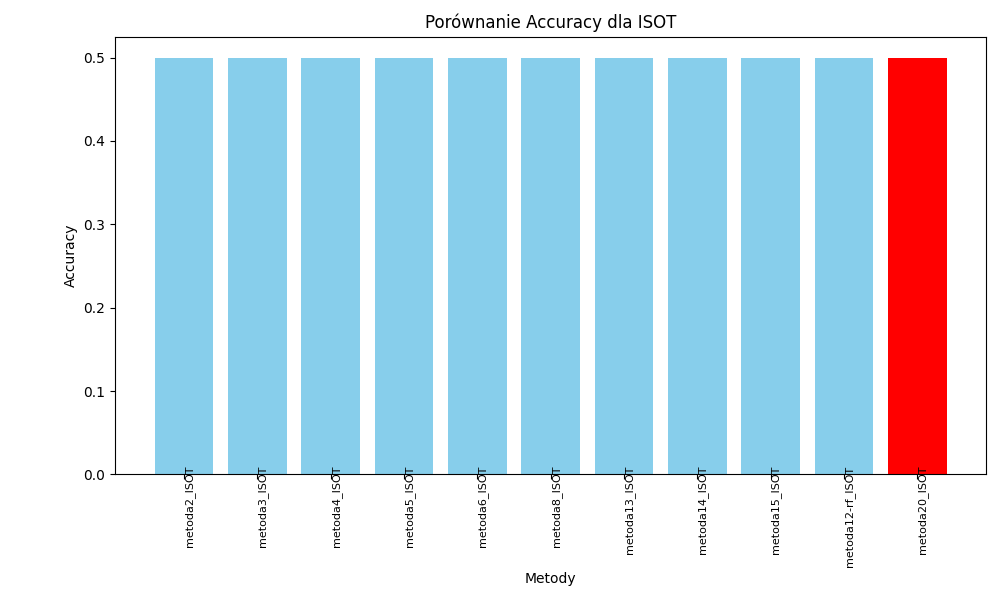 Porównanie Accuracy dla ISOT
Accuracy
0.5
0.4
0.3
0.2
0.1
0.0
metoda2_ISOT
metoda3_ISOT
metoda4_ISOT
metoda5_ISOT
metoda6_ISOT
metoda8_ISOT
metoda13_ISOT
metoda14_ISOT
metoda15_ISOT
metoda12-rf_ISOT
metoda20_ISOT
Metody